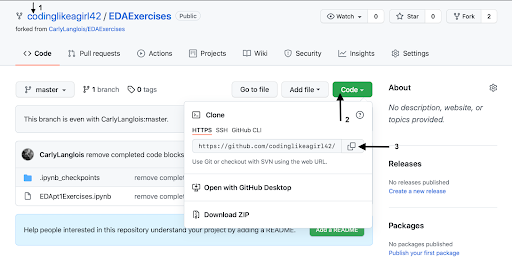 1
codinglikeagirl42 / EDAExercises Public
Watch 0 Star 0 Fork 2
forked from CarlyLanglois/EDAExercises
Code Pull requests Actions Projects Wiki Security Insights Settings
master 1 branch 0 tags Go to file Add file Code
About
2
No description, website, or
topics provided.
This branch is even with CarlyLanglois:master.
Clone
HTTPS SSH GitHub CLI
CarlyLanglois remove completed code blocks
https://github.com/codinglikeagirl42/
3
Use Git or checkout with SVN using the web URL.
Releases
.ipynb_checkpoints remove comple
No releases published
Create a new release
EDApt1Exercises.ipynb remove comple
Open with GitHub Desktop
Download ZIP
Packages
Help people interested in this repository understand your project by adding a README. Add a README
No packages published
Publish your first package